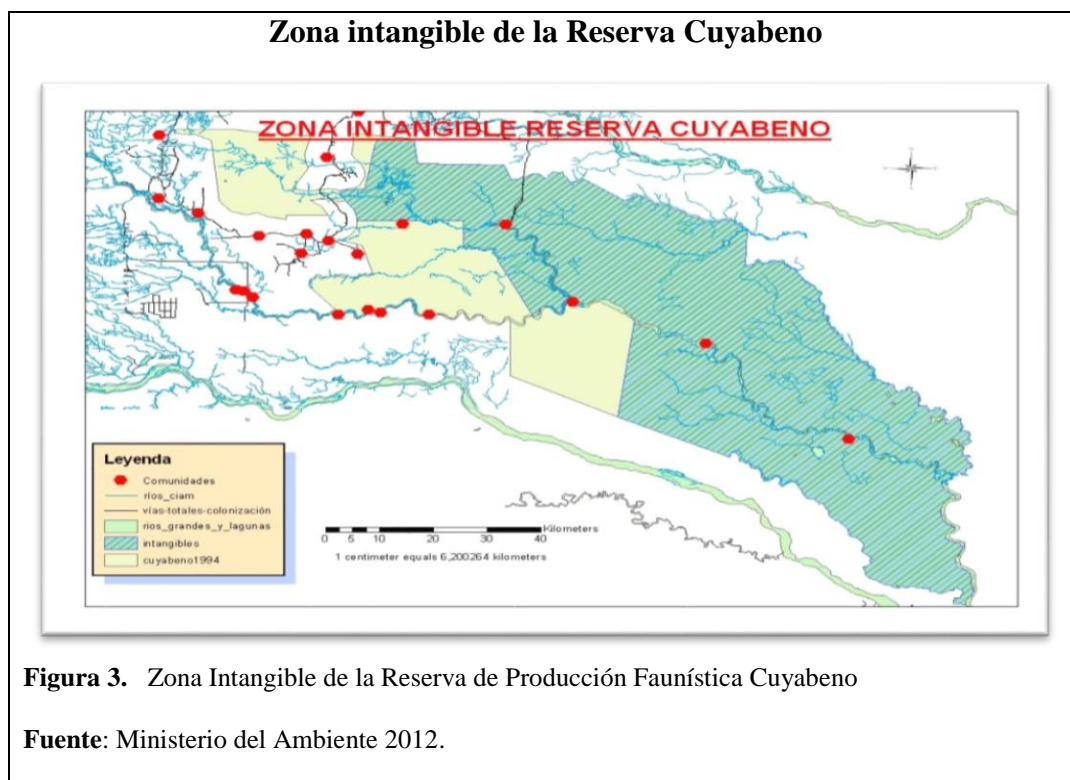 Zona intangible de la Reserva Cuyabeno
ZONA INTANGIBLE RESERVA CUYABENO
Leyenda
Comunidades
ríos_ciam
vías-totales-colonización
rios_grandes_y_lagunas
intangibles
cuyabeno1994
Kilometers
0 5 10 20 30 40
1 centimeter equals 6,200264 kilometers
Figura 3. Zona Intangible de la Reserva de Producción Faunística Cuyabeno
Fuente: Ministerio del Ambiente 2012.